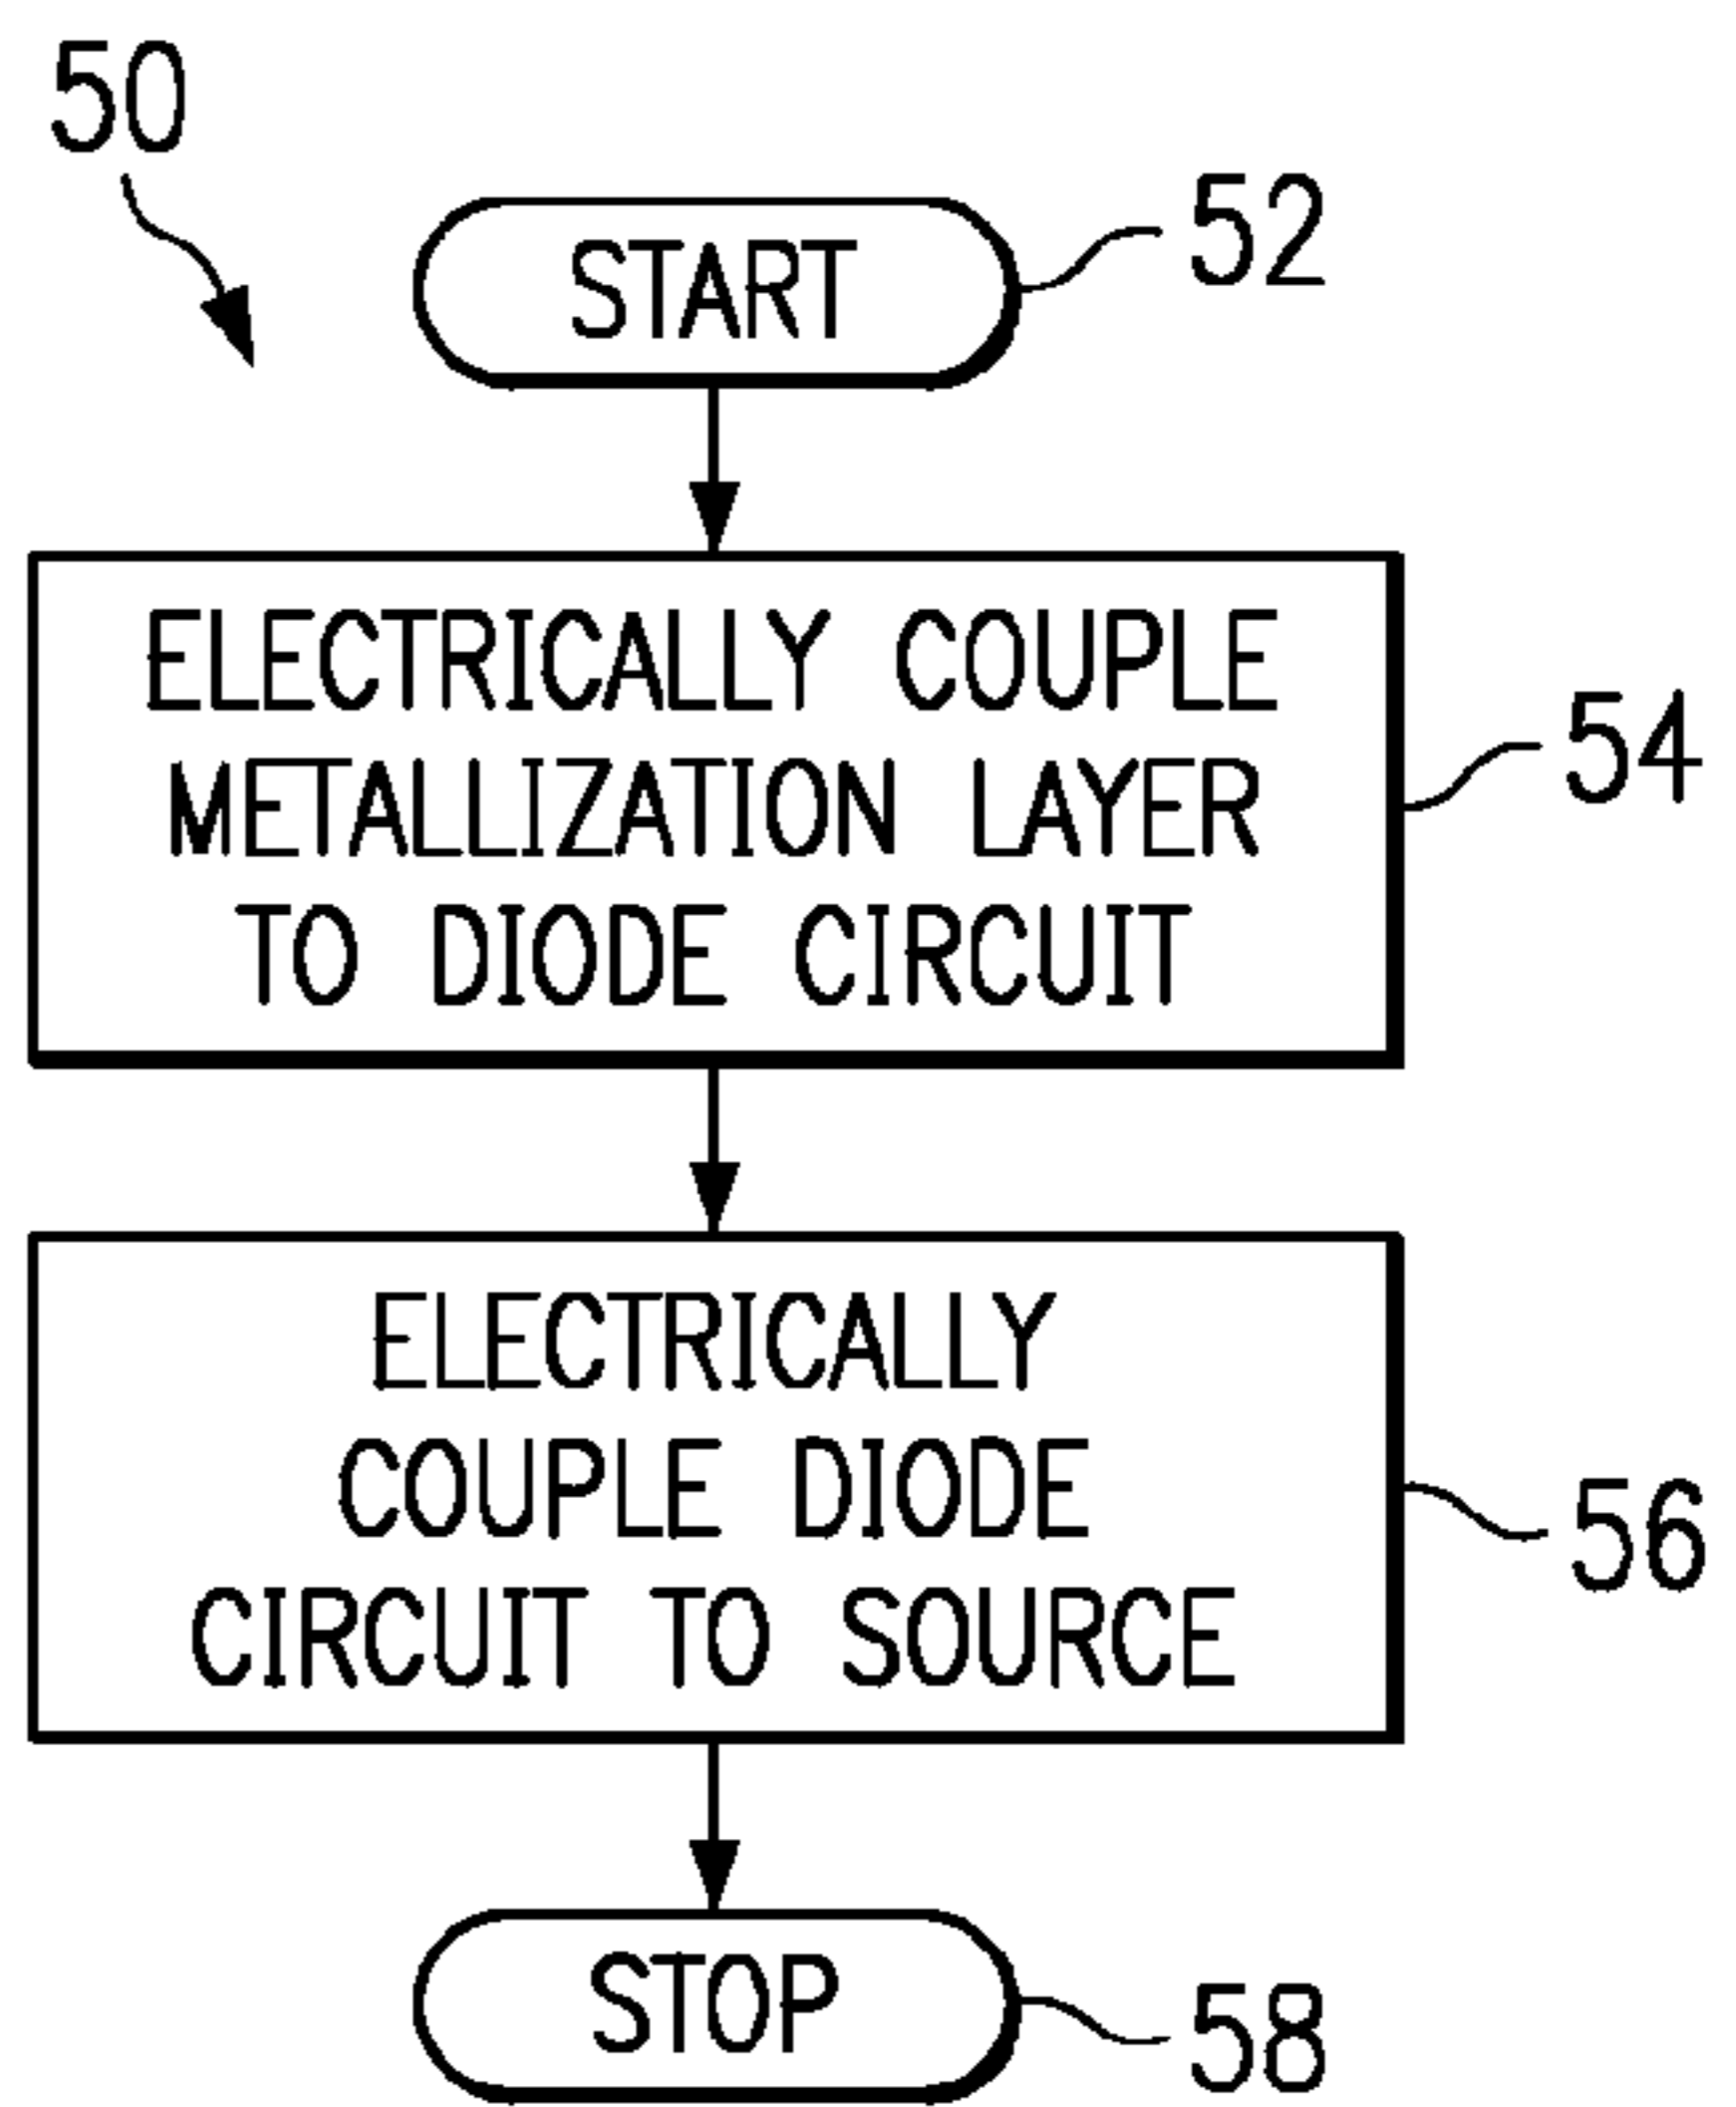 50
START
52
ELECTRICALLY COUPLE
METALLIZATION LAYER
TO DIODE CIRCUIT
54
ELECTRICALLY
COUPLE DIODE
CIRCUIT TO SOURCE
56
STOP
58